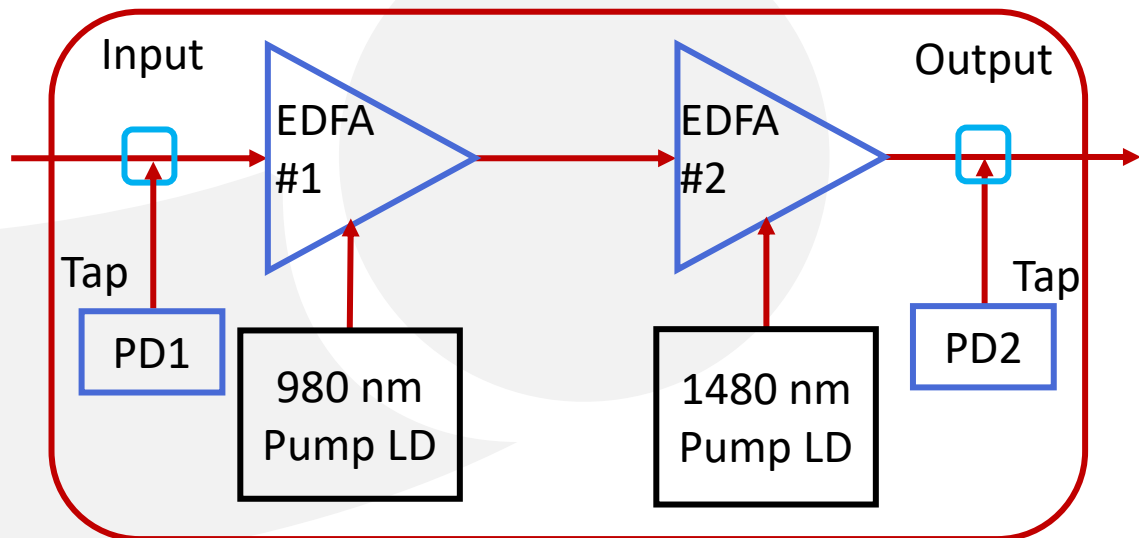 Input
Output
EDFA
#1
EDFA
#2
Tap
Tap
PD1
PD2
980 nm
Pump LD
1480 nm
Pump LD